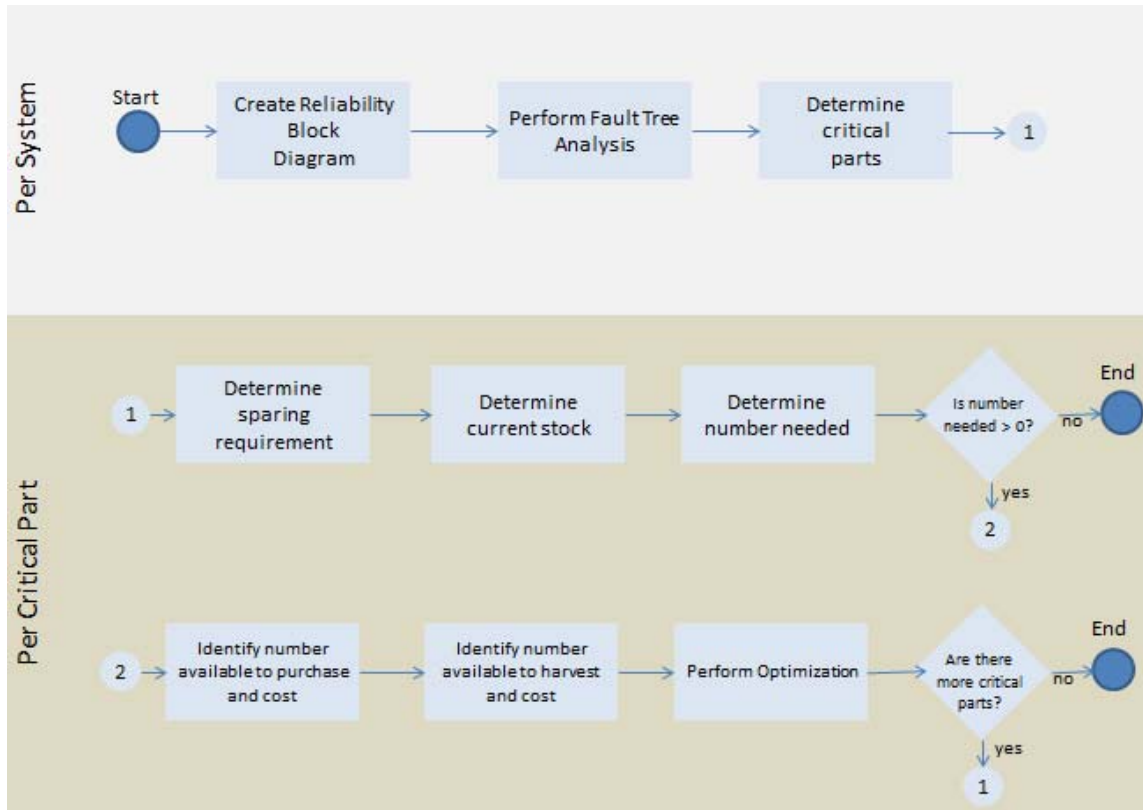 Per System
Start
Create Reliability
Block
Diagram
Perform Fault Tree
Analysis
Determine
critical
parts
1
Per Critical Part
1
Determine
sparing
requirement
Determine
current stock
Determine
number needed
Is number
needed > 0?
no
End
yes
2
2
Identify number
available to purchase
and cost
Identify number
available to harvest
and cost
Perform Optimization
Are there
more critical
parts?
no
End
yes
1